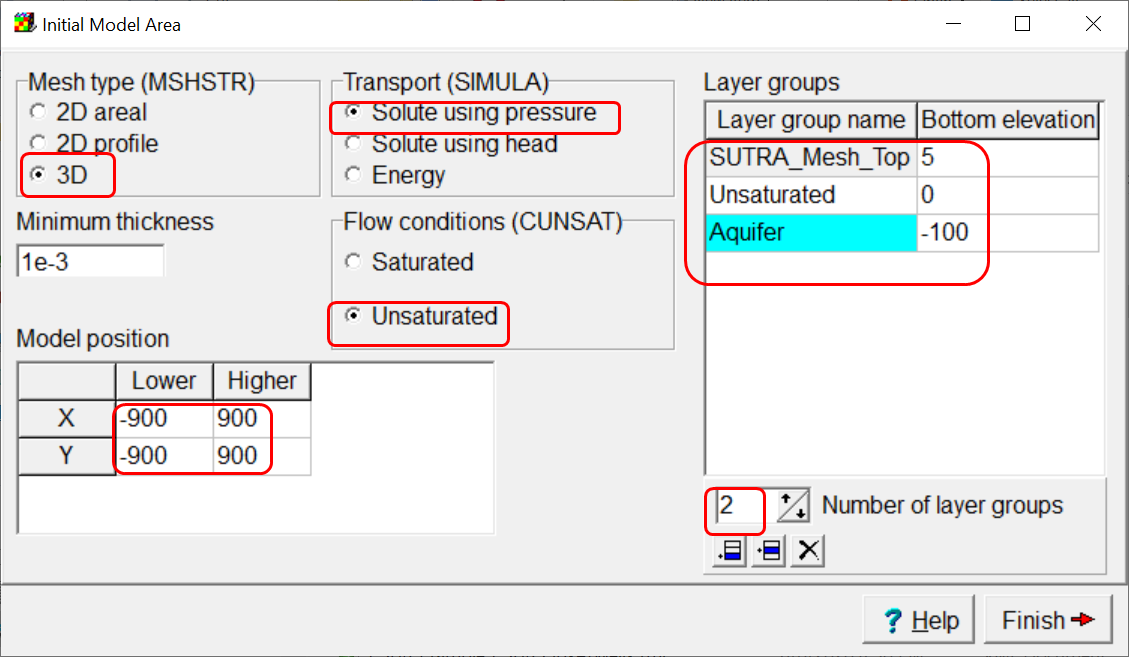 Initial Model Area
Mesh type (MSHSTR)
2D areal
2D profile
3D
Minimum thickness
1e-3
Transport (SIMULA)
Solute using pressure
Solute using head
Energy
Flow conditions (CUNSAT)
Saturated
Unsaturated
Model position
Lower Higher
X -900 900
Y -900 900
Layer groups
Layer group name Bottom elevation
SUTRA_Mesh_Top 5
Unsaturated 0
Aquifer -100
2 Number of layer groups
? Help
Finish